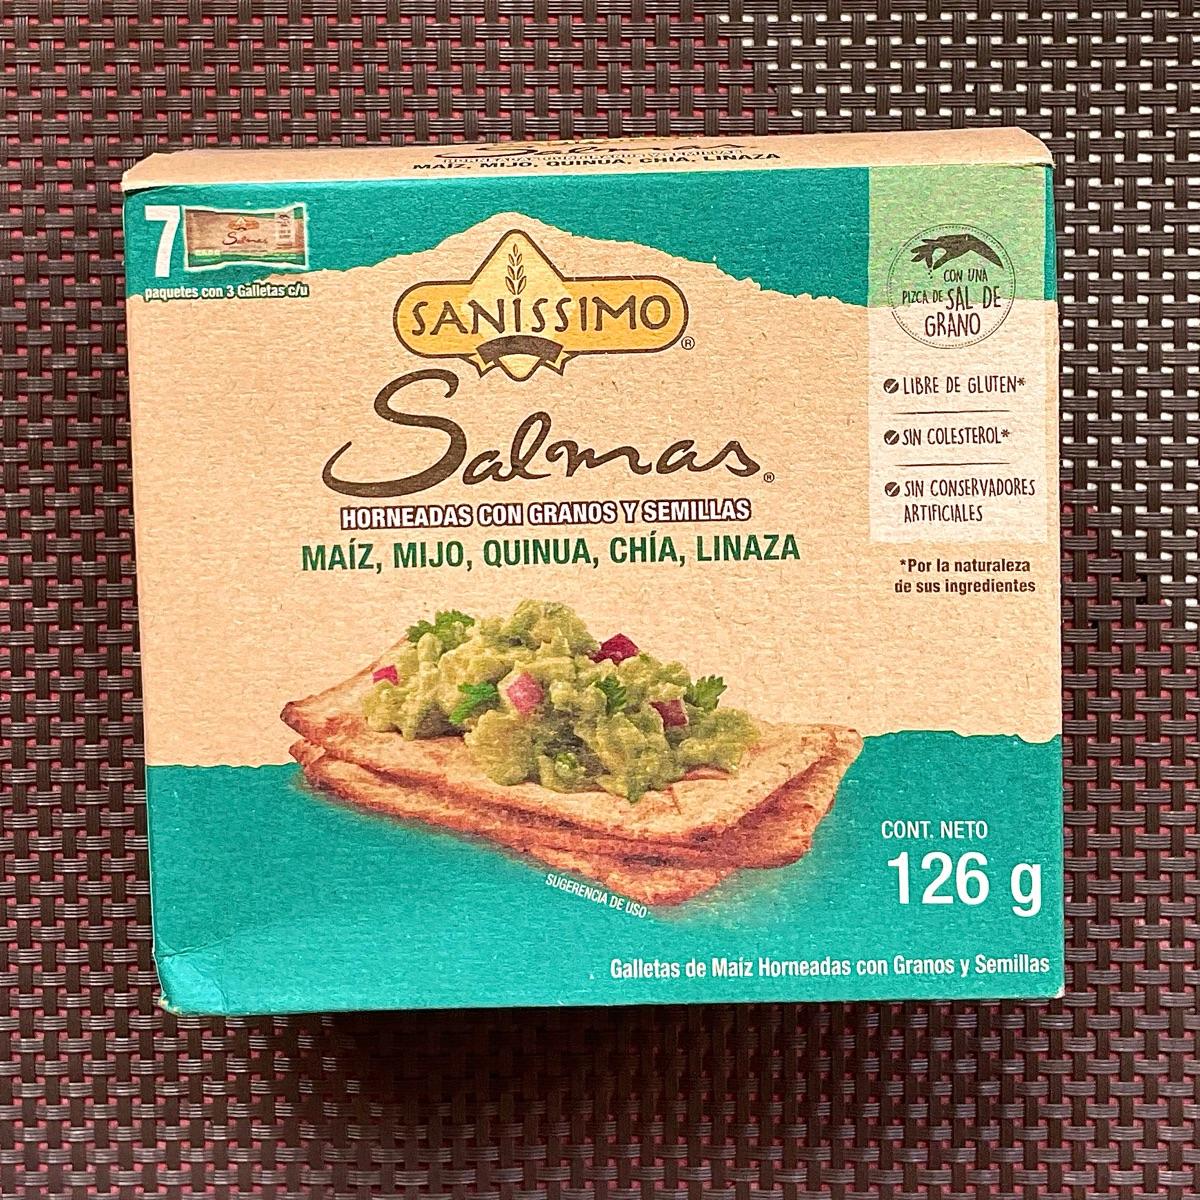 Salmas
MAÍZ, MIJO, QUINUA, CHÍA, LINAZA
7
Salmas
paquetes con 3 Galletas c/u
SANÍSSIMO
®
Salmas®
HORNEADAS CON GRANOS Y SEMILLAS
MAÍZ, MIJO, QUINUA, CHÍA, LINAZA
CON UNA
PIZCA DE SAL DE
GRANO
LIBRE DE GLUTEN*
SIN COLESTEROL*
SIN CONSERVADORES
ARTIFICIALES
*Por la naturaleza
de sus ingredientes
SUGERENCIA DE USO
CONT. NETO
126 g
Galletas de Maíz Horneadas con Granos y Semillas